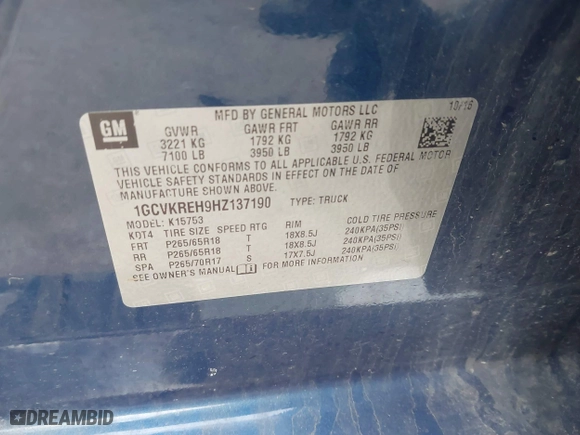 MFD BY GENERAL MOTORS LLC 10/16
GM
GVWR GAWR FRT GAWR RR
3221 KG 1792 KG 1792 KG
7100 LB 3950 LB 3950 LB
THIS VEHICLE CONFORMS TO ALL APPLICABLE U.S. FEDERAL MOTOR
VEHICLE SAFETY STANDARDS IN EFFECT ON THE DATE OF
MANUFACTURE SHOWN ABOVE.
1GCVKREH9HZ137190 TYPE: TRUCK
MODEL: K15753
KOT4 TIRE SIZE SPEED RTG RIM COLD TIRE PRESSURE
FRT P265/65R18 T 18X8.5J 240KPA(35PSI)
RR P265/65R18 T 18X8.5J 240KPA(35PSI)
SPA P265/70R17 S 17X7.5J 240KPA(35PSI)
SEE OWNER'S MANUAL FOR MORE INFORMATION
DREAMBID